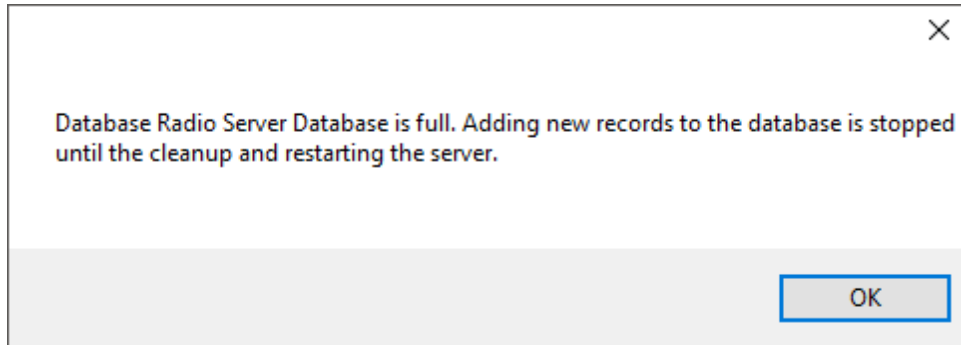 Database Radio Server Database is full. Adding new records to the database is stopped
until the cleanup and restarting the server.
OK